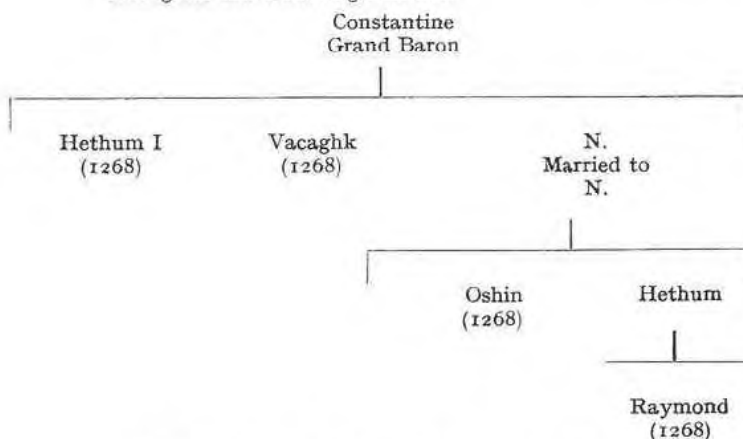 Constantine
Grand Baron
Hethum I Vacaghk N.
(1268) (1268) Married to
N.
Oshin Hethum
(1268)
Raymond
(1268)